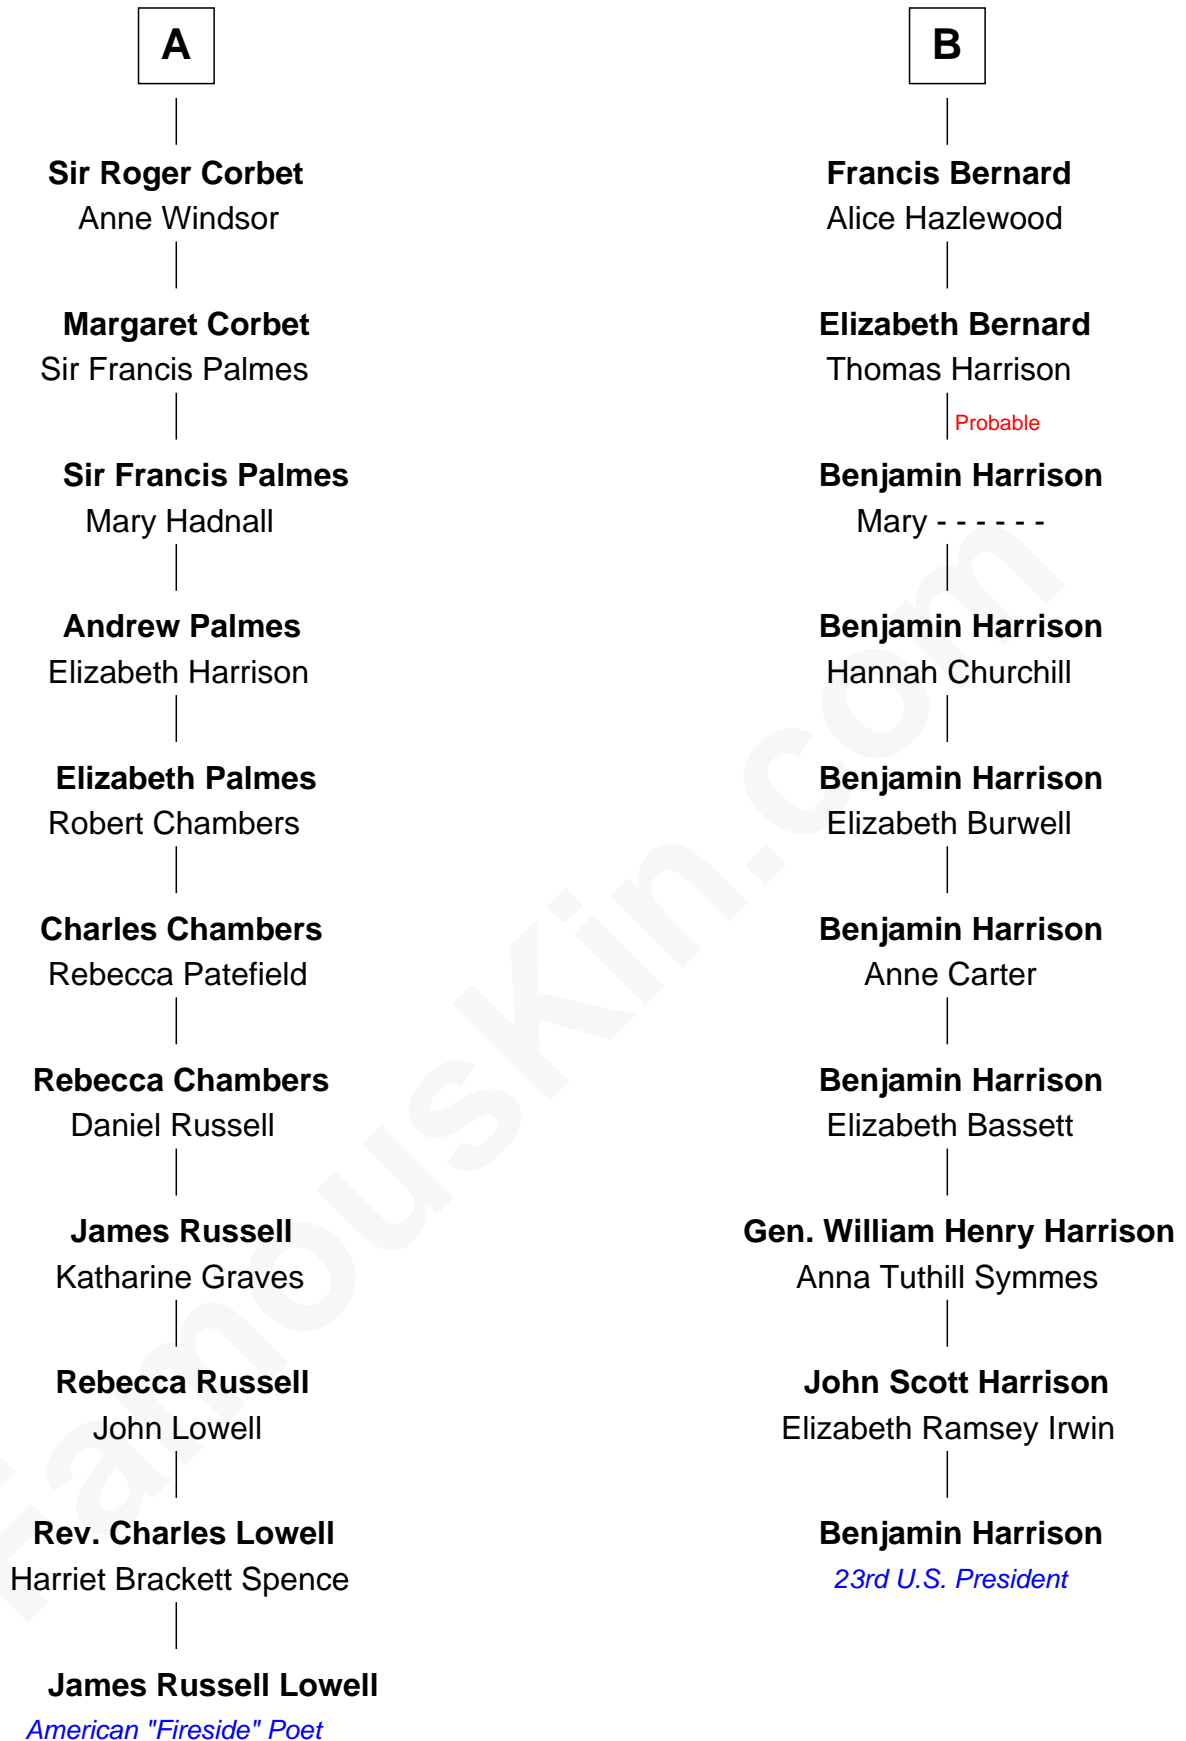 A
Sir Roger Corbet
Anne Windsor
Margaret Corbet
Sir Francis Palmes
Sir Francis Palmes
Mary Hadnall
Andrew Palmes
Elizabeth Harrison
Elizabeth Palmes
Robert Chambers
Charles Chambers
Rebecca Patefield
Rebecca Chambers
Daniel Russell
James Russell
Katharine Graves
Rebecca Russell
John Lowell
Rev. Charles Lowell
Harriet Brackett Spence
James Russell Lowell
American "Fireside" Poet
B
Francis Bernard
Alice Hazlewood
Elizabeth Bernard
Thomas Harrison
Probable
Benjamin Harrison
Mary - - - - - -
Benjamin Harrison
Hannah Churchill
Benjamin Harrison
Elizabeth Burwell
Benjamin Harrison
Anne Carter
Benjamin Harrison
Elizabeth Bassett
Gen. William Henry Harrison
Anna Tuthill Symmes
John Scott Harrison
Elizabeth Ramsey Irwin
Benjamin Harrison
23rd U.S. President
FamousKin.com